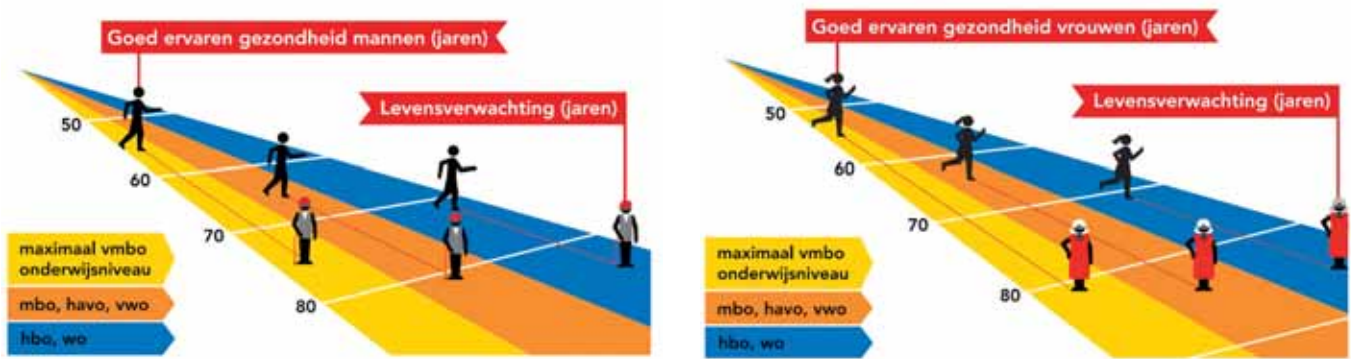 Goed ervaren gezondheid mannen (jaren)
Levensverwachting (jaren)
50
60
70
80
maximaal vmbo
onderwijsniveau
mbo, havo, vwo
hbo, wo
Goed ervaren gezondheid vrouwen (jaren)
Levensverwachting (jaren)
50
60
70
80
maximaal vmbo
onderwijsniveau
mbo, havo, vwo
hbo, wo